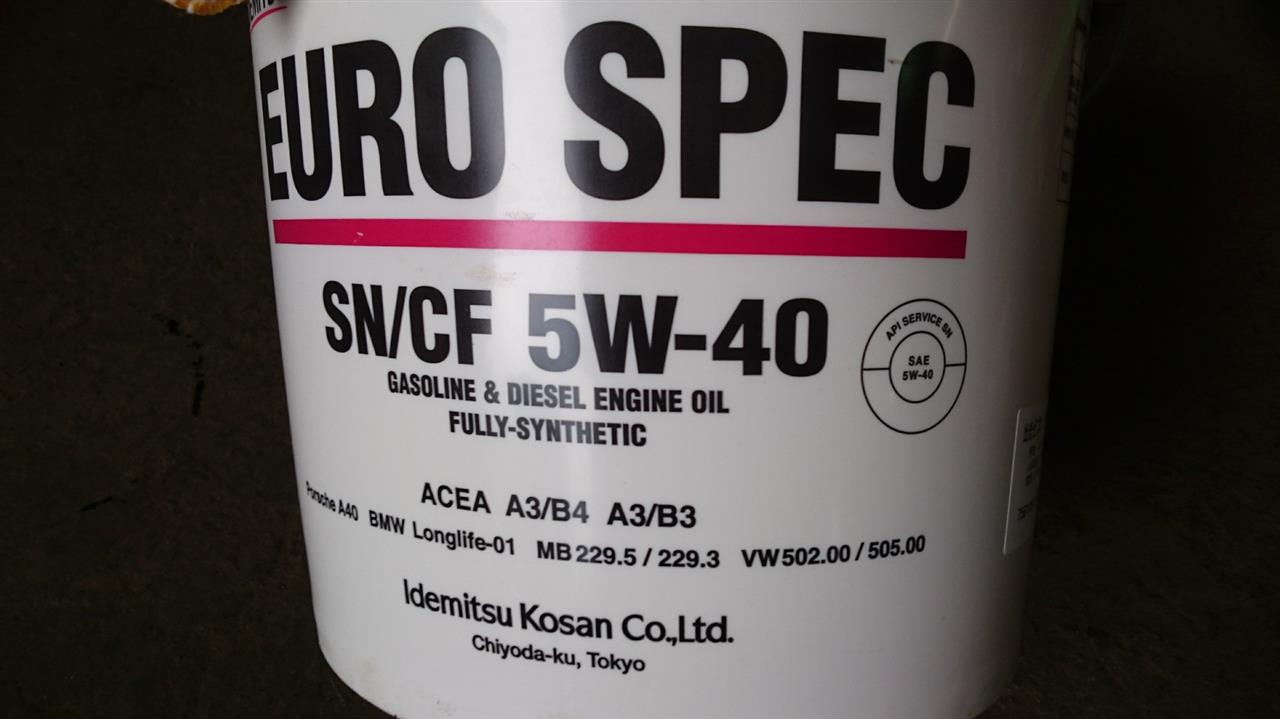 EURO SPEC
SN/CF 5W-40
API SERVICE SN
SAE
5W-40
GASOLINE & DIESEL ENGINE OIL
FULLY-SYNTHETIC
ACEA A3/B4 A3/B3
Porsche A40 BMW Longlife-01 MB 229.5 / 229.3 VW 502.00 / 505.00
Idemitsu Kosan Co.,Ltd.
Chiyoda-ku, Tokyo